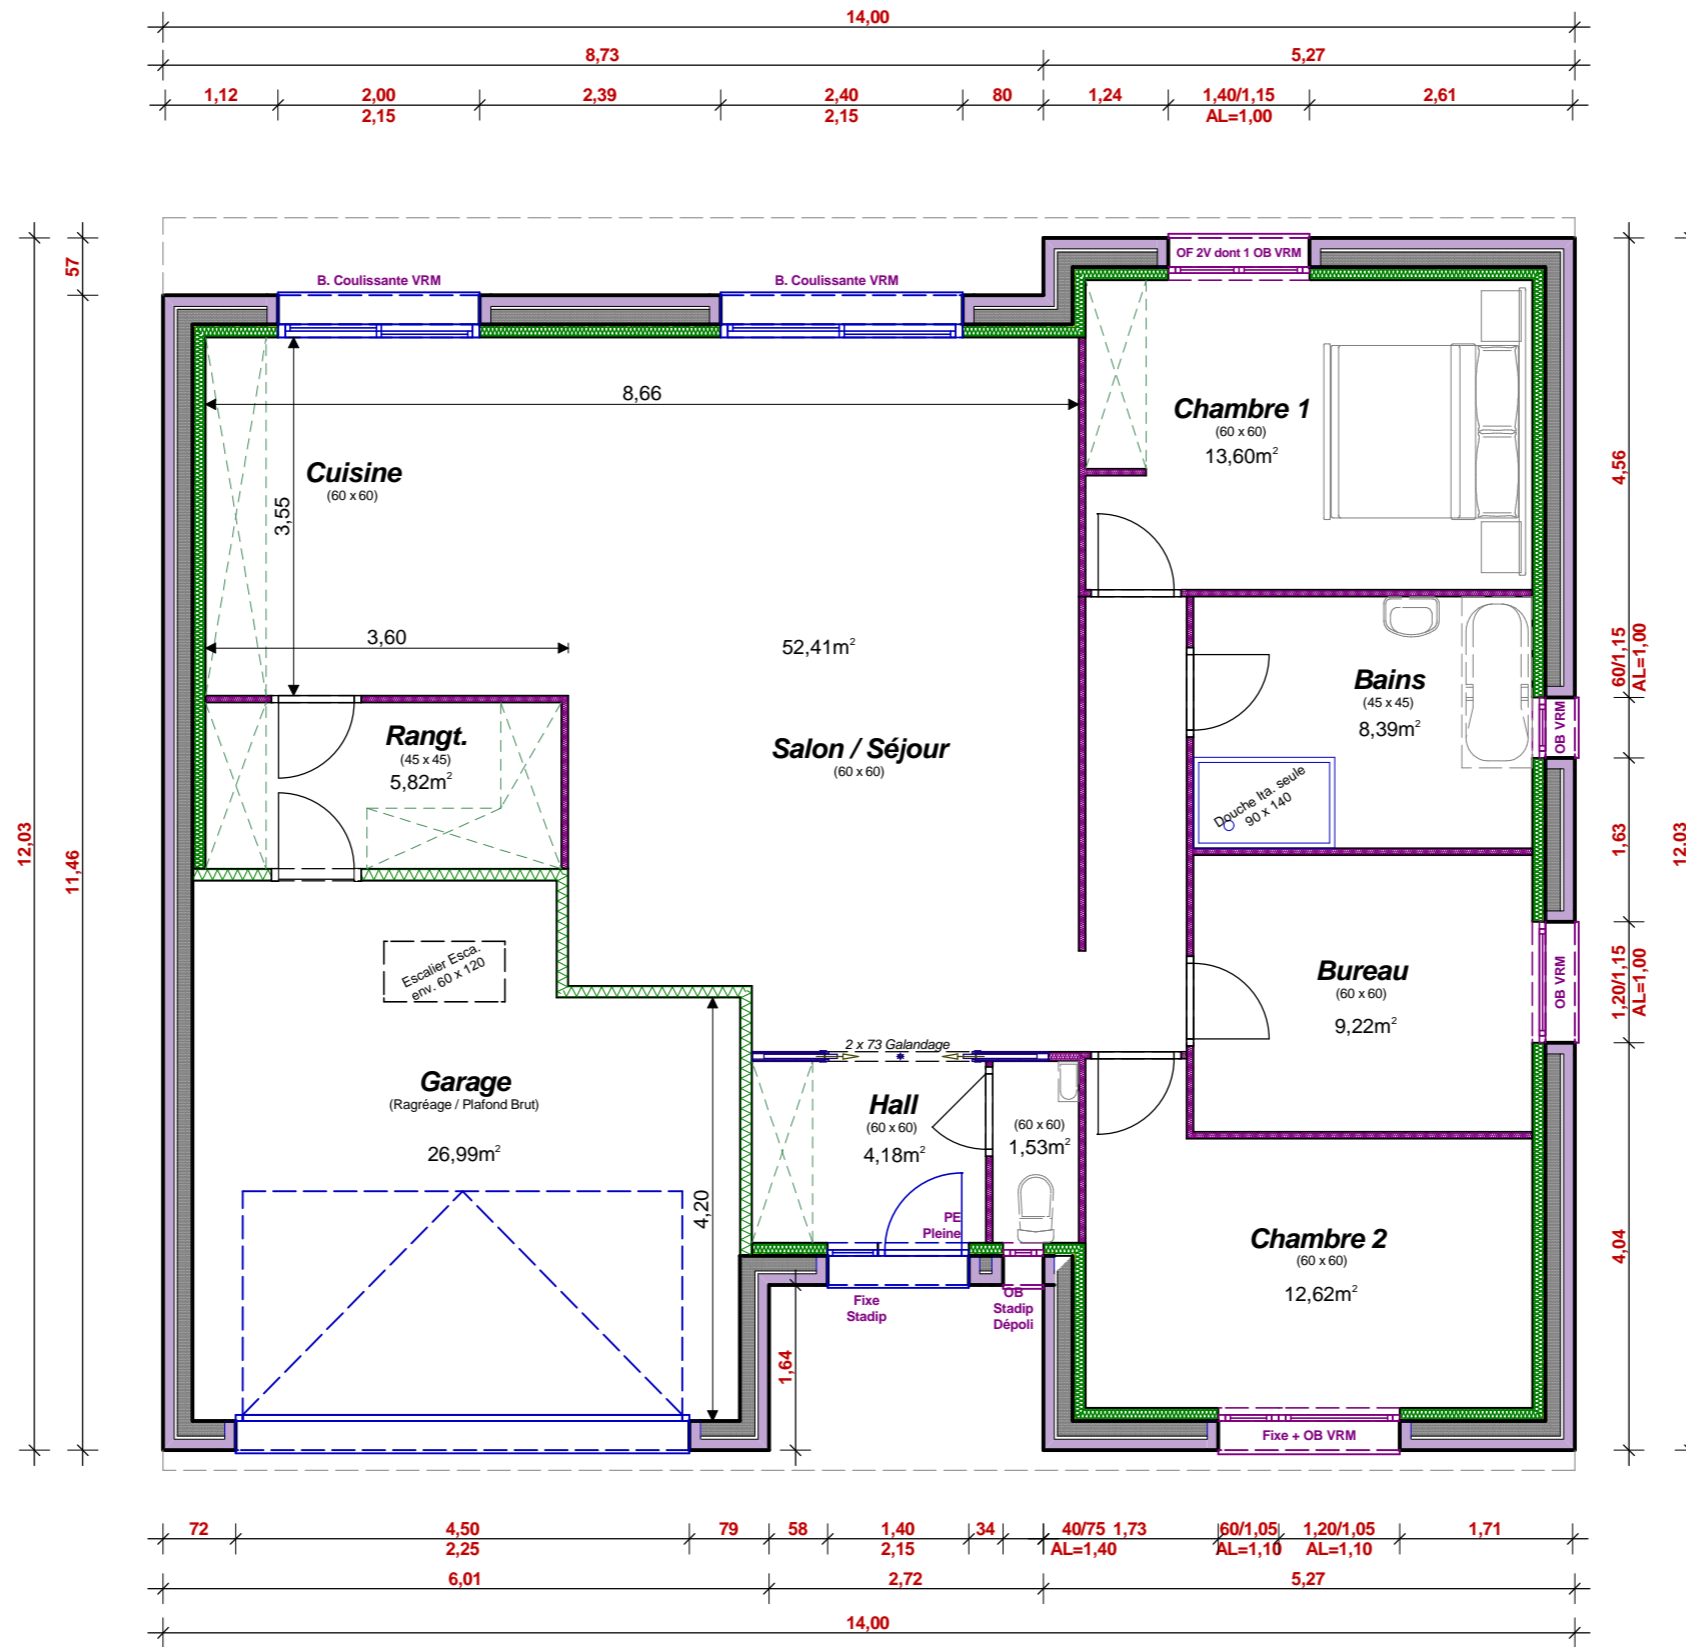 14,00
8,73
5,27
1,12
2,00
2,39
2,40
80
1,24
1,40/1,15
2,61
2,15
2,15
AL=1,00
57
12,03
11,46
B. Coulissante VRM
B. Coulissante VRM
OF 2V dont 1 OB VRM
8,66
Cuisine
(60 x 60)
3,55
3,60
52,41m²
Salon / Séjour
(60 x 60)
Chambre 1
(60 x 60)
13,60m²
Rangt.
(45 x 45)
5,82m²
Bains
(45 x 45)
8,39m²
Douche Ita. seule
90 x 140
OB VRM
4,56
60/1,15
AL=1,00
1,63
1,20/1,15
AL=1,00
4,04
12,03
Escalier Esca.
env. 60 x 120
Bureau
(60 x 60)
9,22m²
OB VRM
2 x 73 Galandage
Garage
(Ragréage / Plafond Brut)
26,99m²
4,20
Hall
(60 x 60)
4,18m²
(60 x 60)
1,53m²
PE
Pleine
Chambre 2
(60 x 60)
12,62m²
Fixe
Stadip
OB
Stadip
Dépoli
1,64
Fixe + OB VRM
72
4,50
79
58
1,40
34
40/75
1,73
60/1,05
1,20/1,05
1,71
2,25
2,15
AL=1,40
AL=1,10
AL=1,10
6,01
2,72
5,27
14,00